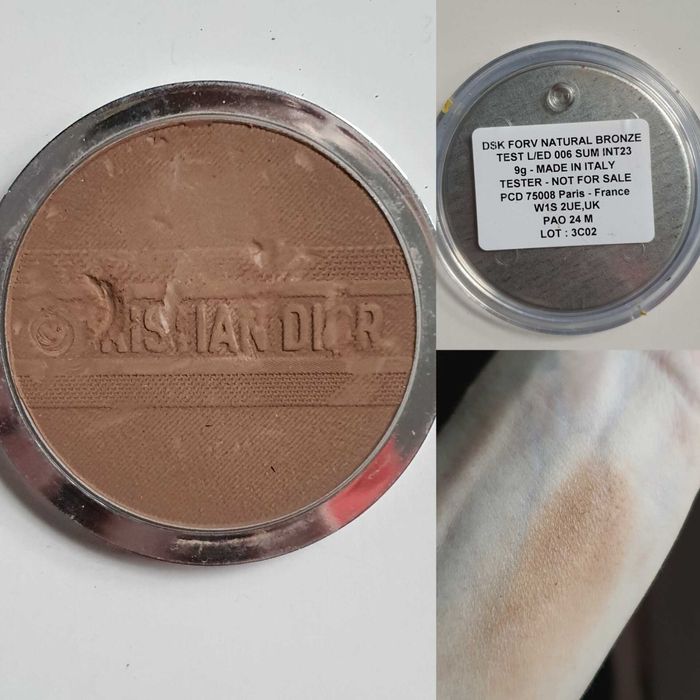 RISTIAN DIOR
DSK FORV NATURAL BRONZE
TEST L/ED 006 SUM INT23
9g - MADE IN ITALY
TESTER - NOT FOR SALE
PCD 75008 Paris - France
W1S 2UE,UK
PAO 24 M
LOT : 3C02